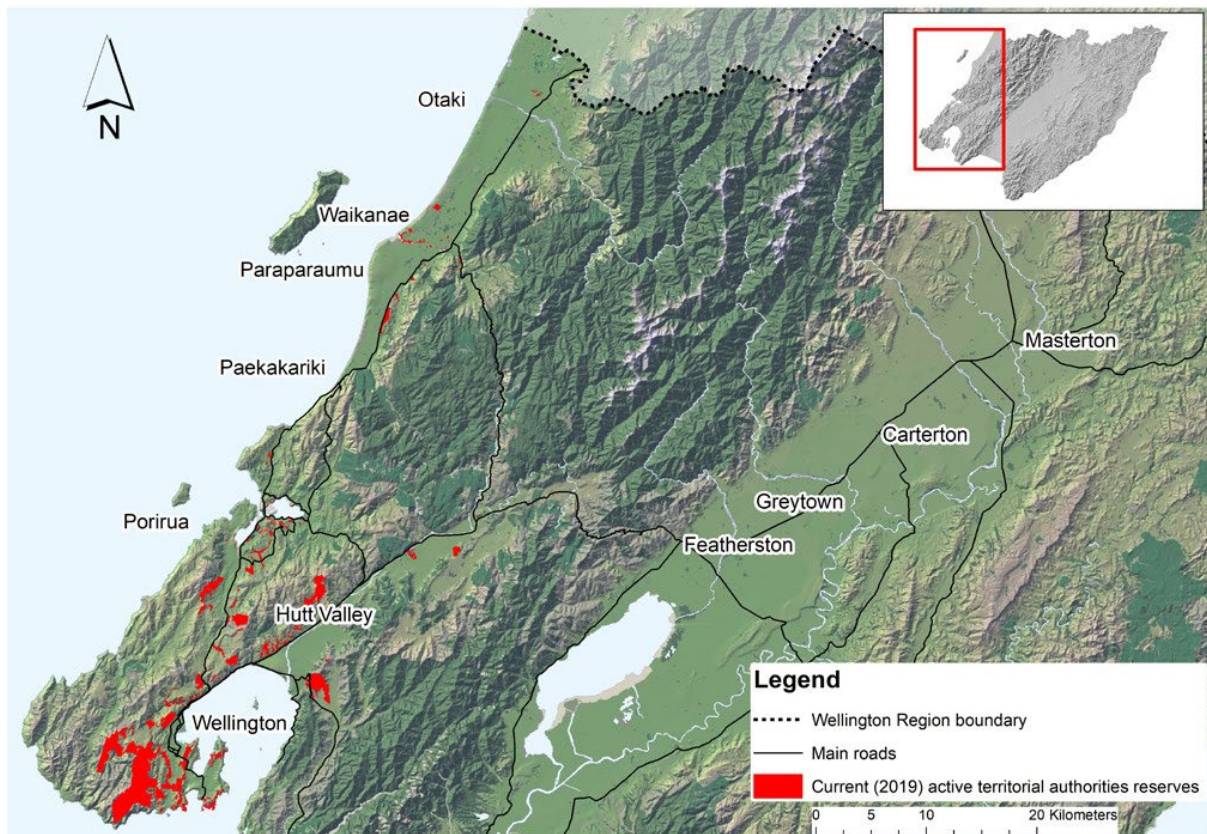 N
Otaki
Waikanae
Paraparaumu
Paekakariki
Masterton
Carterton
Greytown
Porirua
Featherston
Hutt Valley
Wellington
Legend
Wellington Region boundary
Main roads
Current (2019) active territorial authorities reserves
0 5 10 20 Kilometers